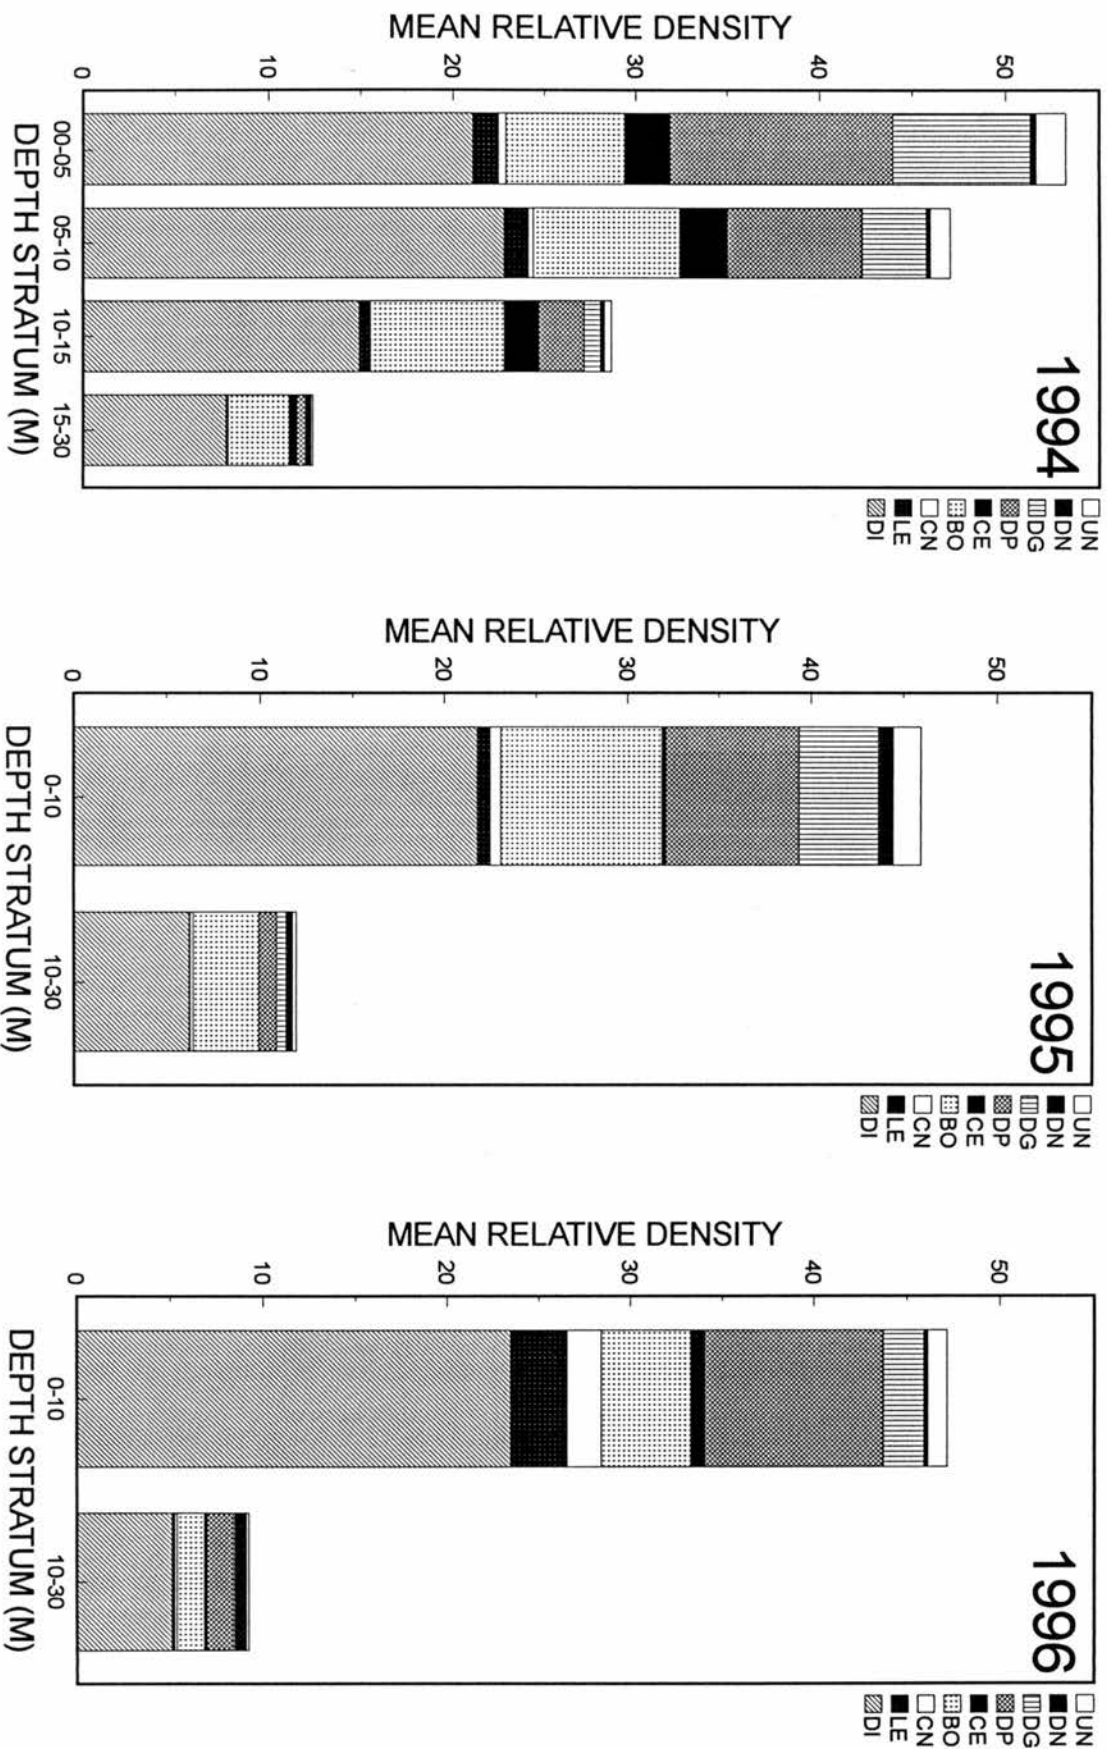 1994
MEAN RELATIVE DENSITY
0
10
20
30
40
50
00-05
05-10
10-15
15-30
DEPTH STRATUM (M)
UN
DN
DG
DP
CE
BO
CN
LE
DI
1995
MEAN RELATIVE DENSITY
0
10
20
30
40
50
0-10
10-30
DEPTH STRATUM (M)
UN
DN
DG
DP
CE
BO
CN
LE
DI
1996
MEAN RELATIVE DENSITY
0
10
20
30
40
50
0-10
10-30
DEPTH STRATUM (M)
UN
DN
DG
DP
CE
BO
CN
LE
DI